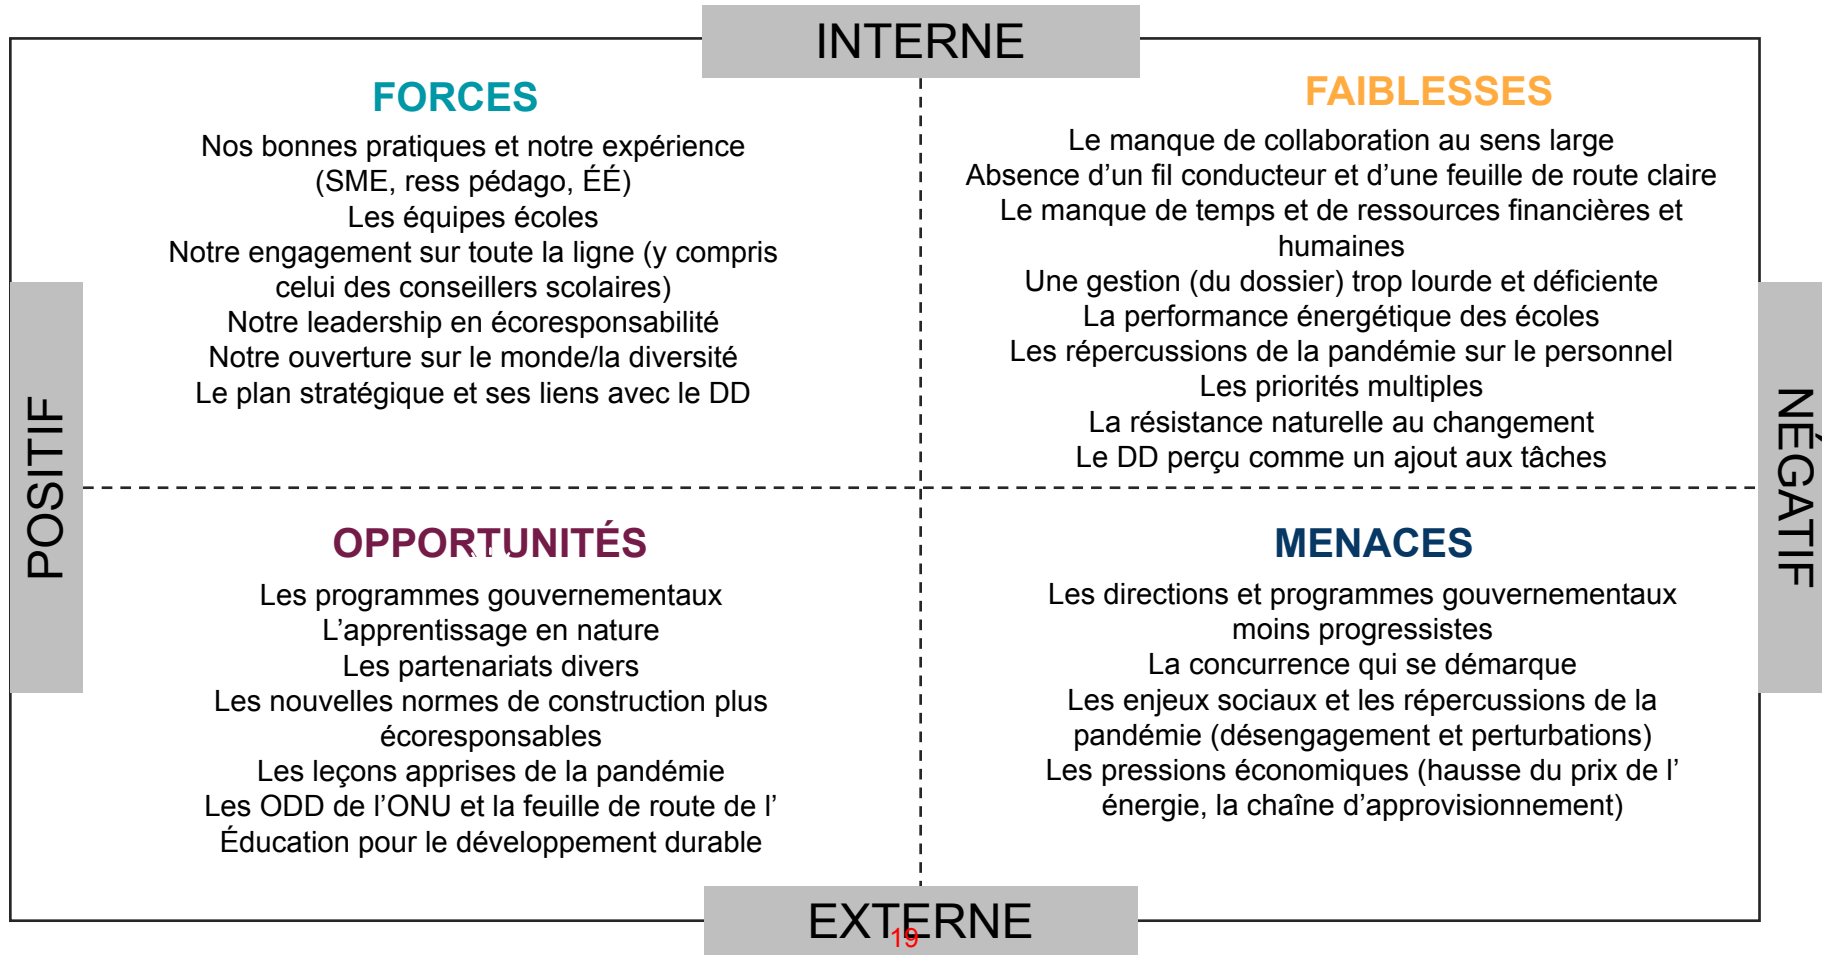 INTERNE
FORCES
Nos bonnes pratiques et notre expérience
(SME, ress pédago, ÉÉ)
Les équipes écoles
Notre engagement sur toute la ligne (y compris
celui des conseillers scolaires)
Notre leadership en écoresponsabilité
Notre ouverture sur le monde/la diversité
Le plan stratégique et ses liens avec le DD
FAIBLESSES
Le manque de collaboration au sens large
Absence d’un fil conducteur et d’une feuille de route claire
Le manque de temps et de ressources financières et
humaines
Une gestion (du dossier) trop lourde et déficiente
La performance énergétique des écoles
Les répercussions de la pandémie sur le personnel
Les priorités multiples
La résistance naturelle au changement
Le DD perçu comme un ajout aux tâches
POSITIF
NÉGATIF
OPPORTUNITÉS
Les programmes gouvernementaux
L’apprentissage en nature
Les partenariats divers
Les nouvelles normes de construction plus
écoresponsables
Les leçons apprises de la pandémie
Les ODD de l’ONU et la feuille de route de l’
Éducation pour le développement durable
MENACES
Les directions et programmes gouvernementaux
moins progressistes
La concurrence qui se démarque
Les enjeux sociaux et les répercussions de la
pandémie (désengagement et perturbations)
Les pressions économiques (hausse du prix de l’
énergie, la chaîne d’approvisionnement)
EXTERNE
19